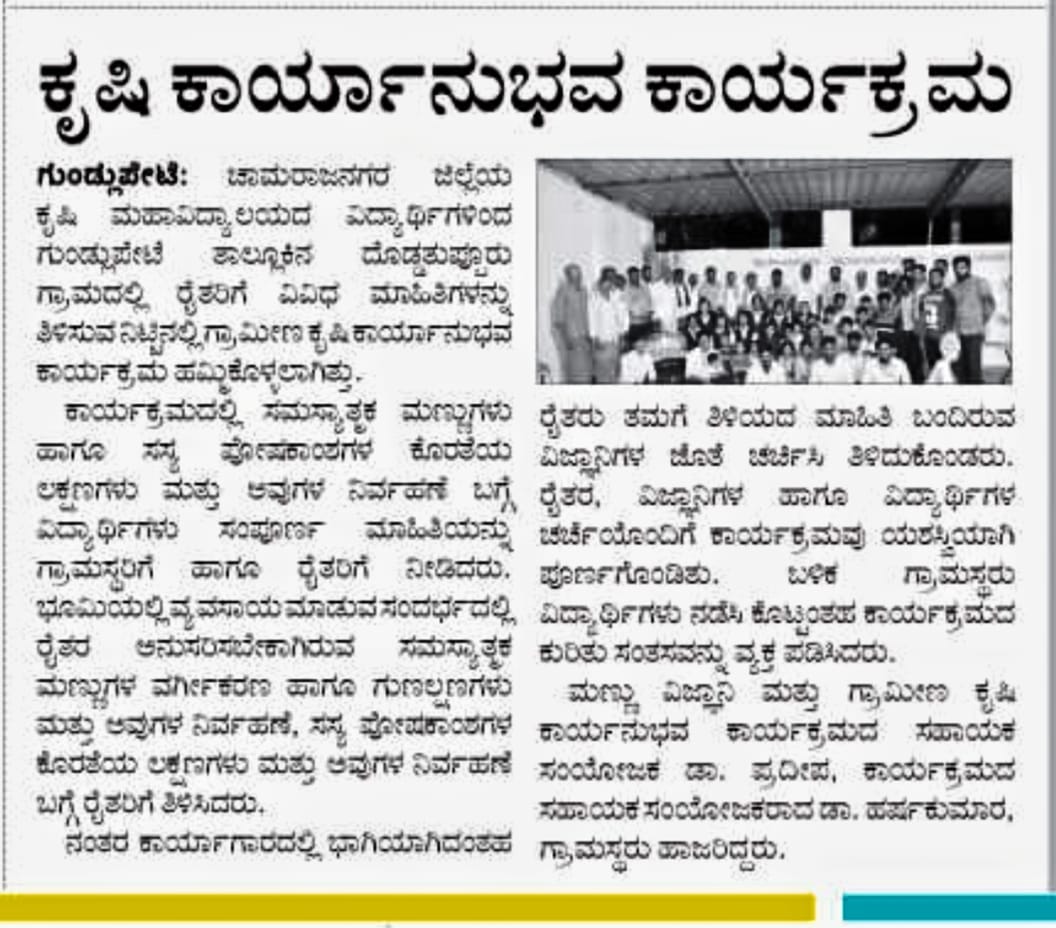 ಕೃಷಿ ಕಾರ್ಯಾನುಭವ ಕಾರ್ಯಕ್ರಮ
ಗುಂಡ್ಲುಪೇಟೆ: ಚಾಮರಾಜನಗರ ಜಿಲ್ಲೆಯ
ಕೃಷಿ ಮಹಾವಿದ್ಯಾಲಯದ ವಿದ್ಯಾರ್ಥಿಗಳಿಂದ
ಗುಂಡ್ಲುಪೇಟೆ ತಾಲ್ಲೂಕಿನ ದೊಡ್ಡತುಪ್ಪೂರು
ಗ್ರಾಮದಲ್ಲಿ ರೈತರಿಗೆ ವಿವಿಧ ಮಾಹಿತಿಗಳನ್ನು
ತಿಳಿಸುವ ನಿಟ್ಟಿನಲ್ಲಿ ಗ್ರಾಮೀಣ ಕೃಷಿ ಕಾರ್ಯಾನುಭವ
ಕಾರ್ಯಕ್ರಮ ಹಮ್ಮಿಕೊಳ್ಳಲಾಗಿತ್ತು.
ಕಾರ್ಯಕ್ರಮದಲ್ಲಿ ಸಮಸ್ಯಾತ್ಮಕ ಮಣ್ಣುಗಳು
ಹಾಗೂ ಸಸ್ಯ ಪೋಷಕಾಂಶಗಳ ಕೊರತೆಯ
ಲಕ್ಷಣಗಳು ಮತ್ತು ಅವುಗಳ ನಿರ್ವಹಣೆ ಬಗ್ಗೆ
ವಿದ್ಯಾರ್ಥಿಗಳು ಸಂಪೂರ್ಣ ಮಾಹಿತಿಯನ್ನು
ಗ್ರಾಮಸ್ಥರಿಗೆ ಹಾಗೂ ರೈತರಿಗೆ ನೀಡಿದರು.
ಭೂಮಿಯಲ್ಲಿ ವ್ಯವಸಾಯ ಮಾಡುವ ಸಂದರ್ಭದಲ್ಲಿ
ರೈತರ ಅನುಸರಿಸಬೇಕಾಗಿರುವ ಸಮಸ್ಯಾತ್ಮಕ
ಮಣ್ಣುಗಳ ವರ್ಗೀಕರಣ ಹಾಗೂ ಗುಣಲ್ಷಣಗಳು
ಮತ್ತು ಅವುಗಳ ನಿರ್ವಹಣೆ, ಸಸ್ಯ ಪೋಷಕಾಂಶಗಳ
ಕೊರತೆಯ ಲಕ್ಷಣಗಳು ಮತ್ತು ಅವುಗಳ ನಿರ್ವಹಣೆ
ಬಗ್ಗೆ ರೈತರಿಗೆ ತಿಳಿಸಿದರು.
ನಂತರ ಕಾರ್ಯಾಗಾರದಲ್ಲಿ ಭಾಗಿಯಾಗಿದಂತಹ
ರೈತರು ತಮಗೆ ತಿಳಿಯದ ಮಾಹಿತಿ ಬಂದಿರುವ
ವಿಜ್ಞಾನಿಗಳ ಜೊತೆ ಚರ್ಚಿಸಿ ತಿಳಿದುಕೊಂಡರು.
ರೈತರ, ವಿಜ್ಞಾನಿಗಳ ಹಾಗೂ ವಿದ್ಯಾರ್ಥಿಗಳ
ಚರ್ಚೆಯೊಂದಿಗೆ ಕಾರ್ಯಕ್ರಮವು ಯಶಸ್ವಿಯಾಗಿ
ಪೂರ್ಣಗೊಂಡಿತು. ಬಳಿಕ ಗ್ರಾಮಸ್ಥರು
ವಿದ್ಯಾರ್ಥಿಗಳು ನಡೆಸಿ ಕೊಟ್ಟಂತಹ ಕಾರ್ಯಕ್ರಮದ
ಕುರಿತು ಸಂತಸವನ್ನು ವ್ಯಕ್ತ ಪಡಿಸಿದರು.
ಮಣ್ಣು ವಿಜ್ಞಾನಿ ಮತ್ತು ಗ್ರಾಮೀಣ ಕೃಷಿ
ಕಾರ್ಯನುಭವ ಕಾರ್ಯಕ್ರಮದ ಸಹಾಯಕ
ಸಂಯೋಜಕ ಡಾ. ಪ್ರದೀಪ, ಕಾರ್ಯಕ್ರಮದ
ಸಹಾಯಕ ಸಂಯೋಜಕರಾದ ಡಾ. ಹರ್ಷಕುಮಾರ,
ಗ್ರಾಮಸ್ಥರು ಹಾಜರಿದ್ದರು.